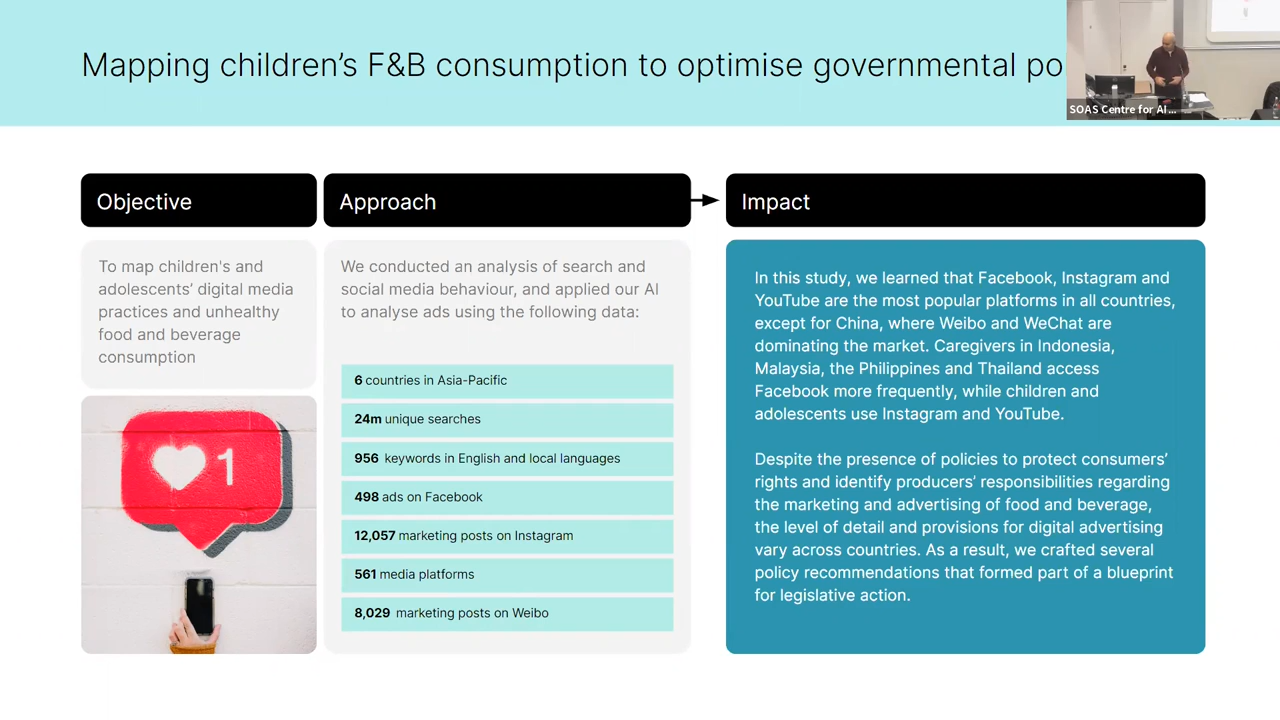 Mapping children's F&B consumption to optimise governmental po
SOAS Centre for AI ...
Objective
Approach
Impact
To map children's and
adolescents' digital media
practices and unhealthy
food and beverage
consumption
1
We conducted an analysis of search and
social media behaviour, and applied our AI
to analyse ads using the following data:
6 countries in Asia-Pacific
24m unique searches
956 keywords in English and local languages
498 ads on Facebook
12,057 marketing posts on Instagram
561 media platforms
8,029 marketing posts on Weibo
In this study, we learned that Facebook, Instagram and
YouTube are the most popular platforms in all countries,
except for China, where Weibo and WeChat are
dominating the market. Caregivers in Indonesia,
Malaysia, the Philippines and Thailand access
Facebook more frequently, while children and
adolescents use Instagram and YouTube.
Despite the presence of policies to protect consumers'
rights and identify producers' responsibilities regarding
the marketing and advertising of food and beverage,
the level of detail and provisions for digital advertising
vary across countries. As a result, we crafted several
policy recommendations that formed part of a blueprint
for legislative action.